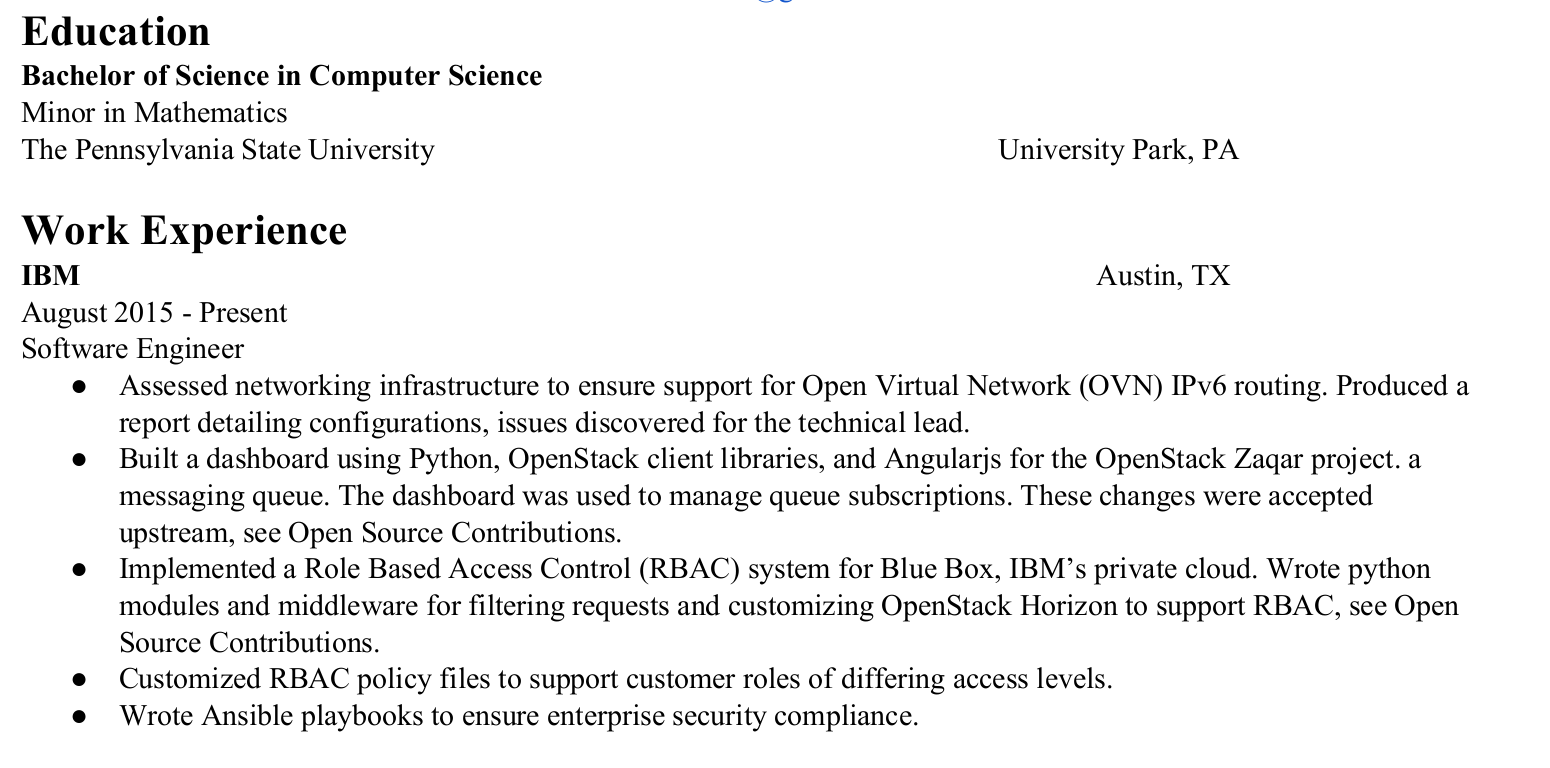 Education
Bachelor of Science in Computer Science
Minor in Mathematics
The Pennsylvania State University University Park, PA
Work Experience
IBM Austin, TX
August 2015 - Present
Software Engineer
● Assessed networking infrastructure to ensure support for Open Virtual Network (OVN) IPv6 routing. Produced a
report detailing configurations, issues discovered for the technical lead.
● Built a dashboard using Python, OpenStack client libraries, and Angularjs for the OpenStack Zaqar project. a
messaging queue. The dashboard was used to manage queue subscriptions. These changes were accepted
upstream, see Open Source Contributions.
● Implemented a Role Based Access Control (RBAC) system for Blue Box, IBM’s private cloud. Wrote python
modules and middleware for filtering requests and customizing OpenStack Horizon to support RBAC, see Open
Source Contributions.
● Customized RBAC policy files to support customer roles of differing access levels.
● Wrote Ansible playbooks to ensure enterprise security compliance.